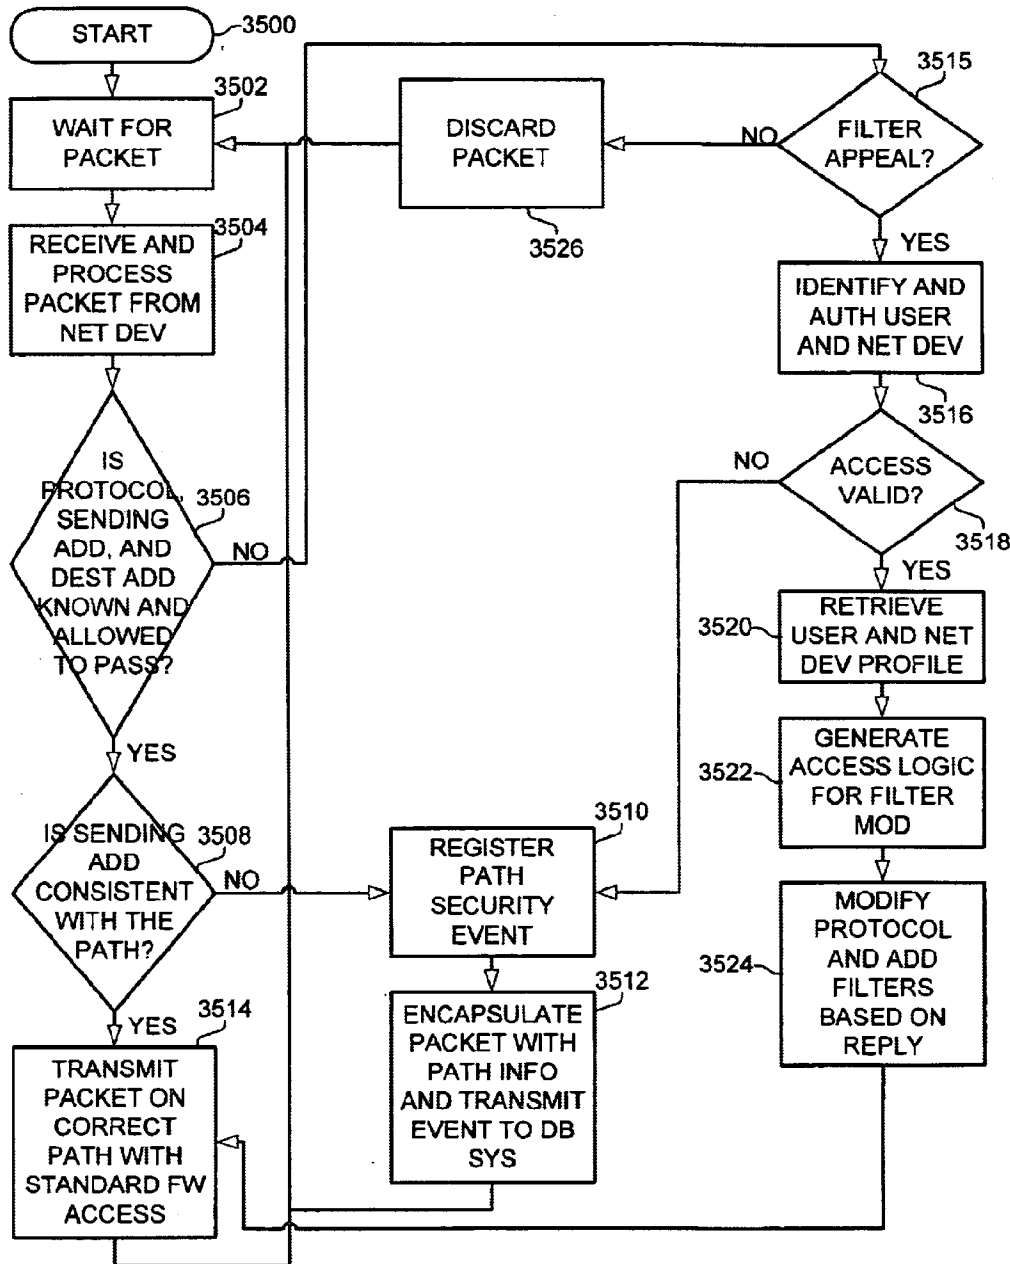 START
3500
3502
WAIT FOR
PACKET
3504
RECEIVE AND
PROCESS
PACKET FROM
NET DEV
IS
PROTOCOL,
SENDING
ADD, AND
DEST ADD
KNOWN AND
ALLOWED
TO PASS?
3506
NO
YES
IS SENDING
ADD
CONSISTENT
WITH THE
PATH?
3508
NO
YES
3514
TRANSMIT
PACKET ON
CORRECT
PATH WITH
STANDARD FW
ACCESS
DISCARD
PACKET
3526
3510
REGISTER
PATH
SECURITY
EVENT
3512
ENCAPSULATE
PACKET WITH
PATH INFO
AND TRANSMIT
EVENT TO DB
SYS
3515
FILTER
APPEAL?
NO
YES
IDENTIFY AND
AUTH USER
AND NET DEV
3516
ACCESS
VALID?
NO
3518
YES
3520
RETRIEVE
USER AND NET
DEV PROFILE
3522
GENERATE
ACCESS LOGIC
FOR FILTER
MOD
3524
MODIFY
PROTOCOL
AND ADD
FILTERS
BASED ON
REPLY